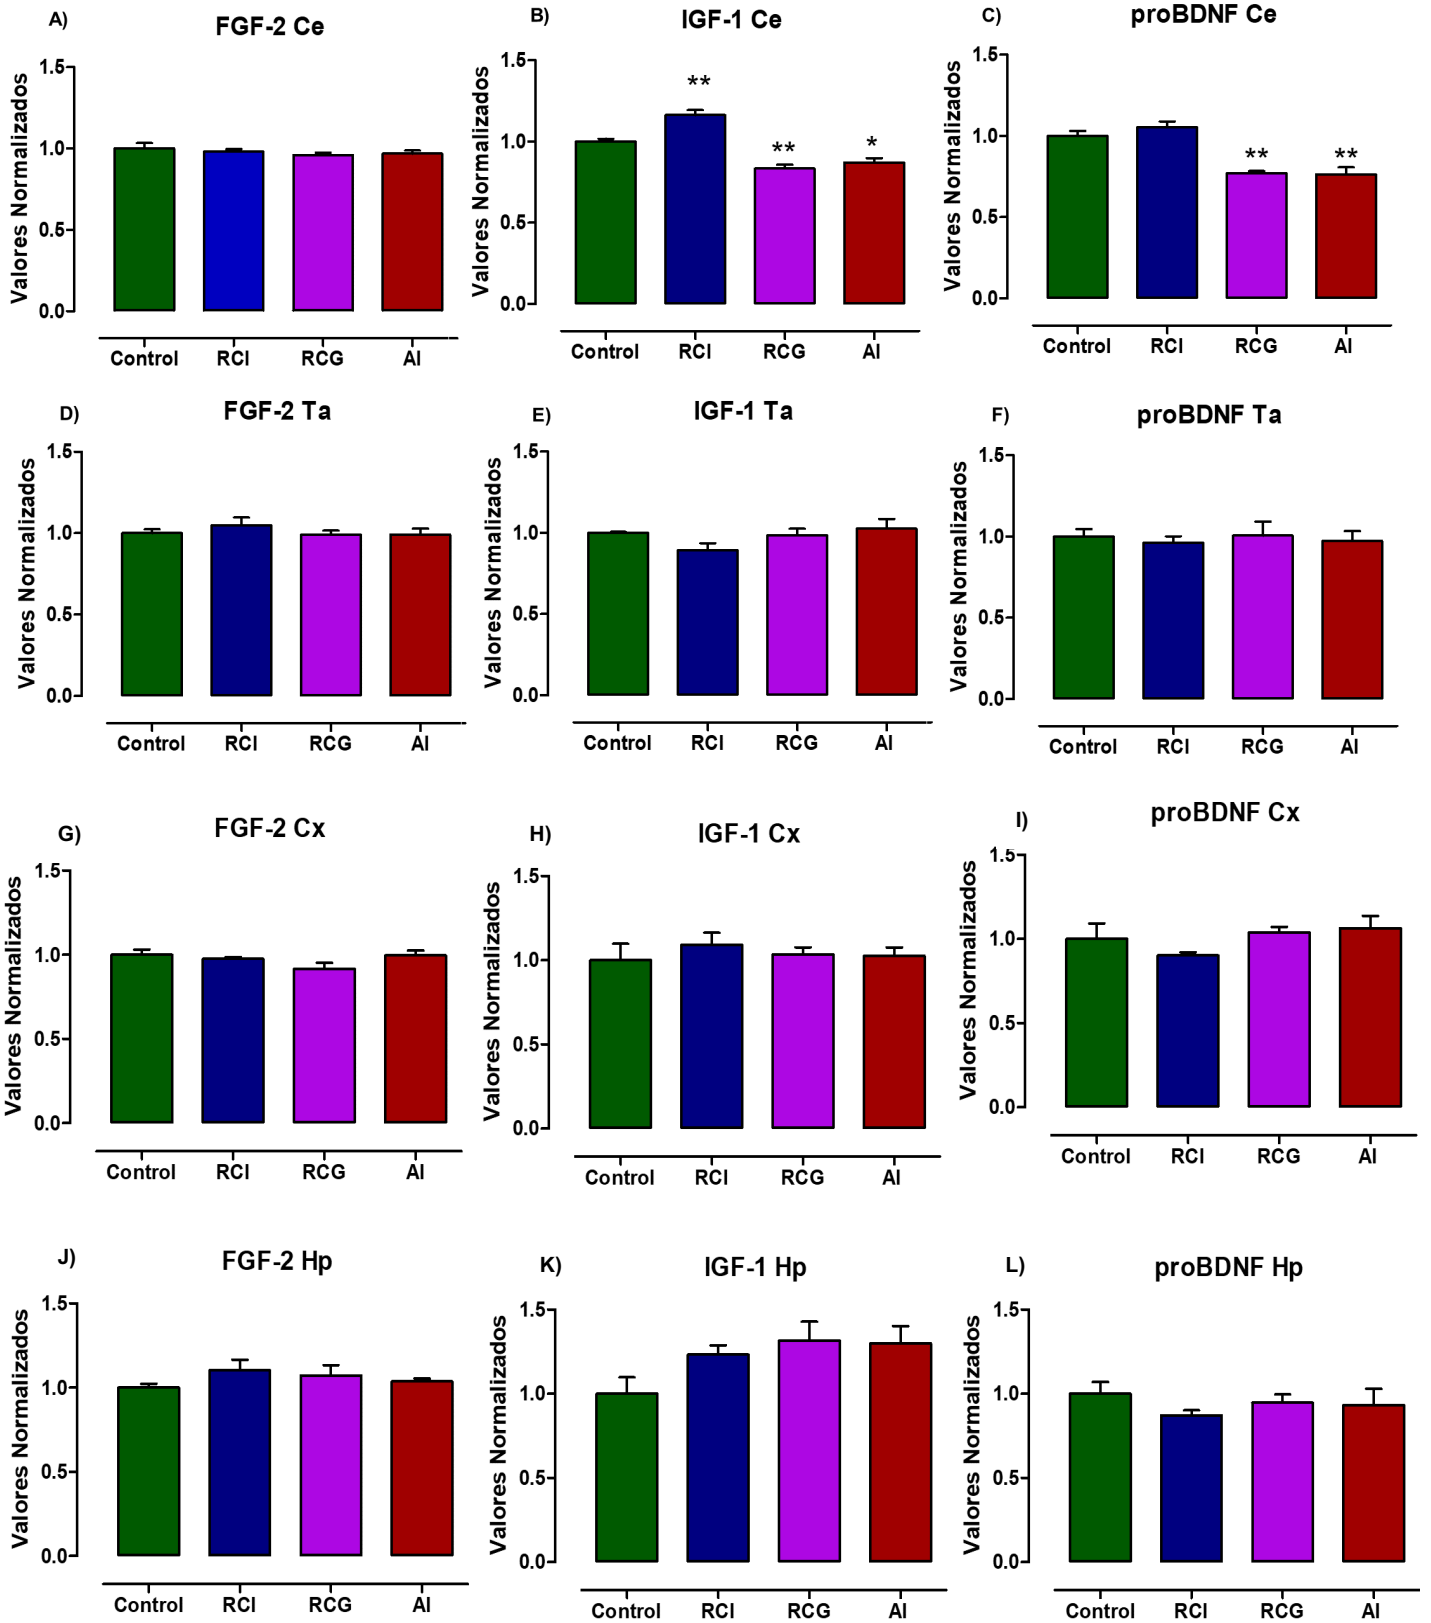 A)
FGF-2 Ce
Valores Normalizados
1.5
1.0
0.5
0.0
Control RCI RCG AI
B)
IGF-1 Ce
Valores Normalizados
1.5
1.0
0.5
0.0
**
**
*
Control RCI RCG AI
C)
proBDNF Ce
Valores Normalizados
1.5
1.0
0.5
0.0
**
**
Control RCI RCG AI
D)
FGF-2 Ta
Valores Normalizados
1.5
1.0
0.5
0.0
Control RCI RCG AI
E)
IGF-1 Ta
Valores Normalizados
1.5
1.0
0.5
0.0
Control RCI RCG AI
F)
proBDNF Ta
Valores Normalizados
1.5
1.0
0.5
0.0
Control RCI RCG AI
G)
FGF-2 Cx
Valores Normalizados
1.5
1.0
0.5
0.0
Control RCI RCG AI
H)
IGF-1 Cx
Valores Normalizados
1.5
1.0
0.5
0.0
Control RCI RCG AI
I)
proBDNF Cx
Valores Normalizados
1.5
1.0
0.5
0.0
Control RCI RCG AI
J)
FGF-2 Hp
Valores Normalizados
1.5
1.0
0.5
0.0
Control RCI RCG AI
K)
IGF-1 Hp
Valores Normalizados
1.5
1.0
0.5
0.0
Control RCI RCG AI
L)
proBDNF Hp
Valores Normalizados
1.5
1.0
0.5
0.0
Control RCI RCG AI